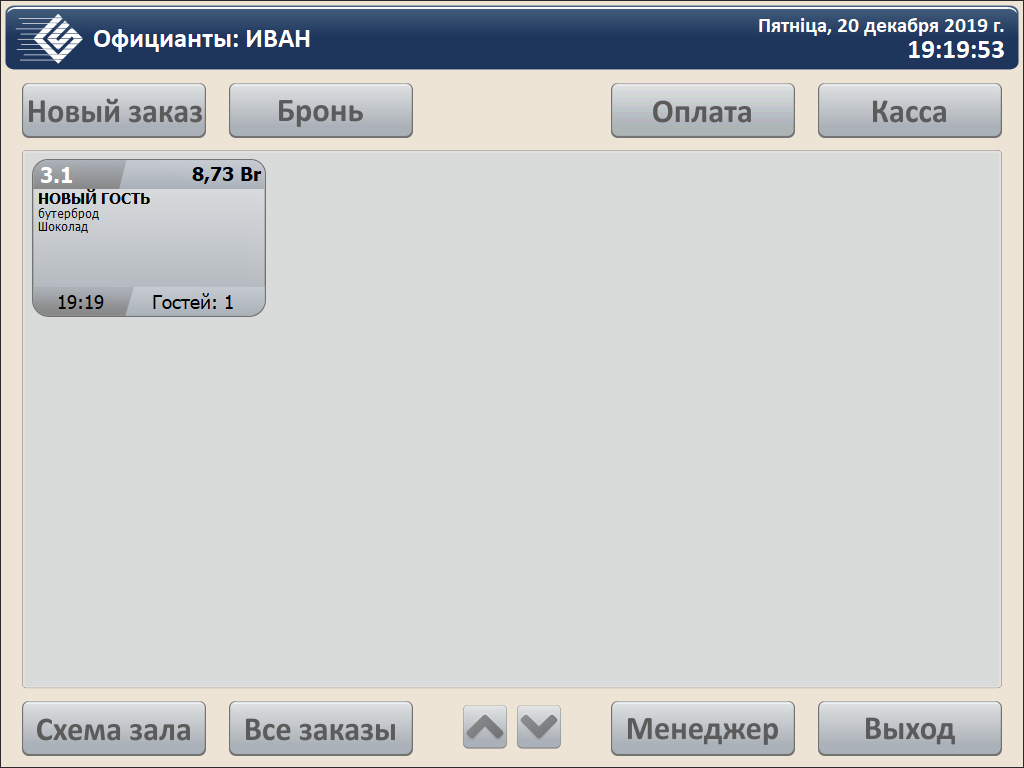 Официанты: ИВАН
Пятніца, 20 декабря 2019 г.
19:19:53
Новый заказ
Бронь
Оплата
Касса
3.1
8,73 Br
НОВЫЙ ГОСТЬ
бутерброд
Шоколад
19:19
Гостей: 1
Схема зала
Все заказы
Менеджер
Выход